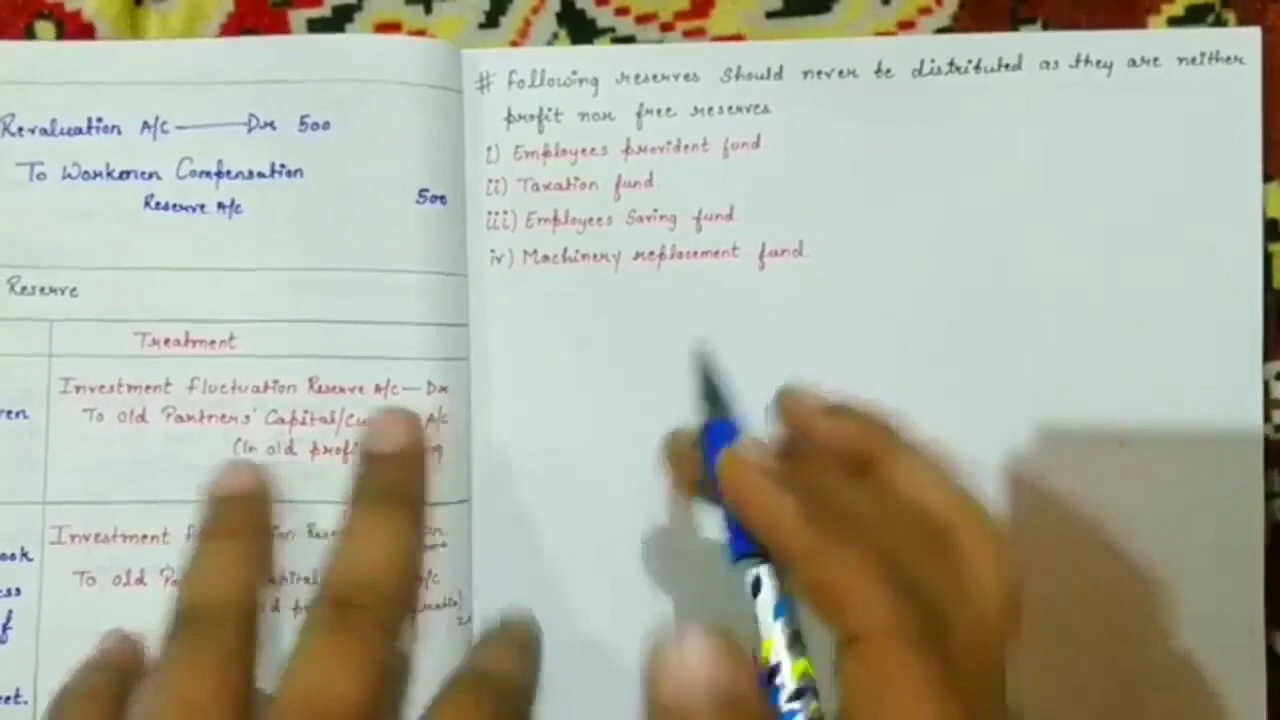 Revaluation A/c —— Dr 500
To Workmen Compensation
Reserve A/c 500
Reserve
Treatment
Investment fluctuation Reserve A/c — Dr
To old Partners' Capital/ A/c
(In old
Investment
To old
# Following reserves should never be distributed as they are neither
profit nor free reserves
i) Employees provident fund.
ii) Taxation fund.
iii) Employees Saving fund
iv) Machinery replacement fund.